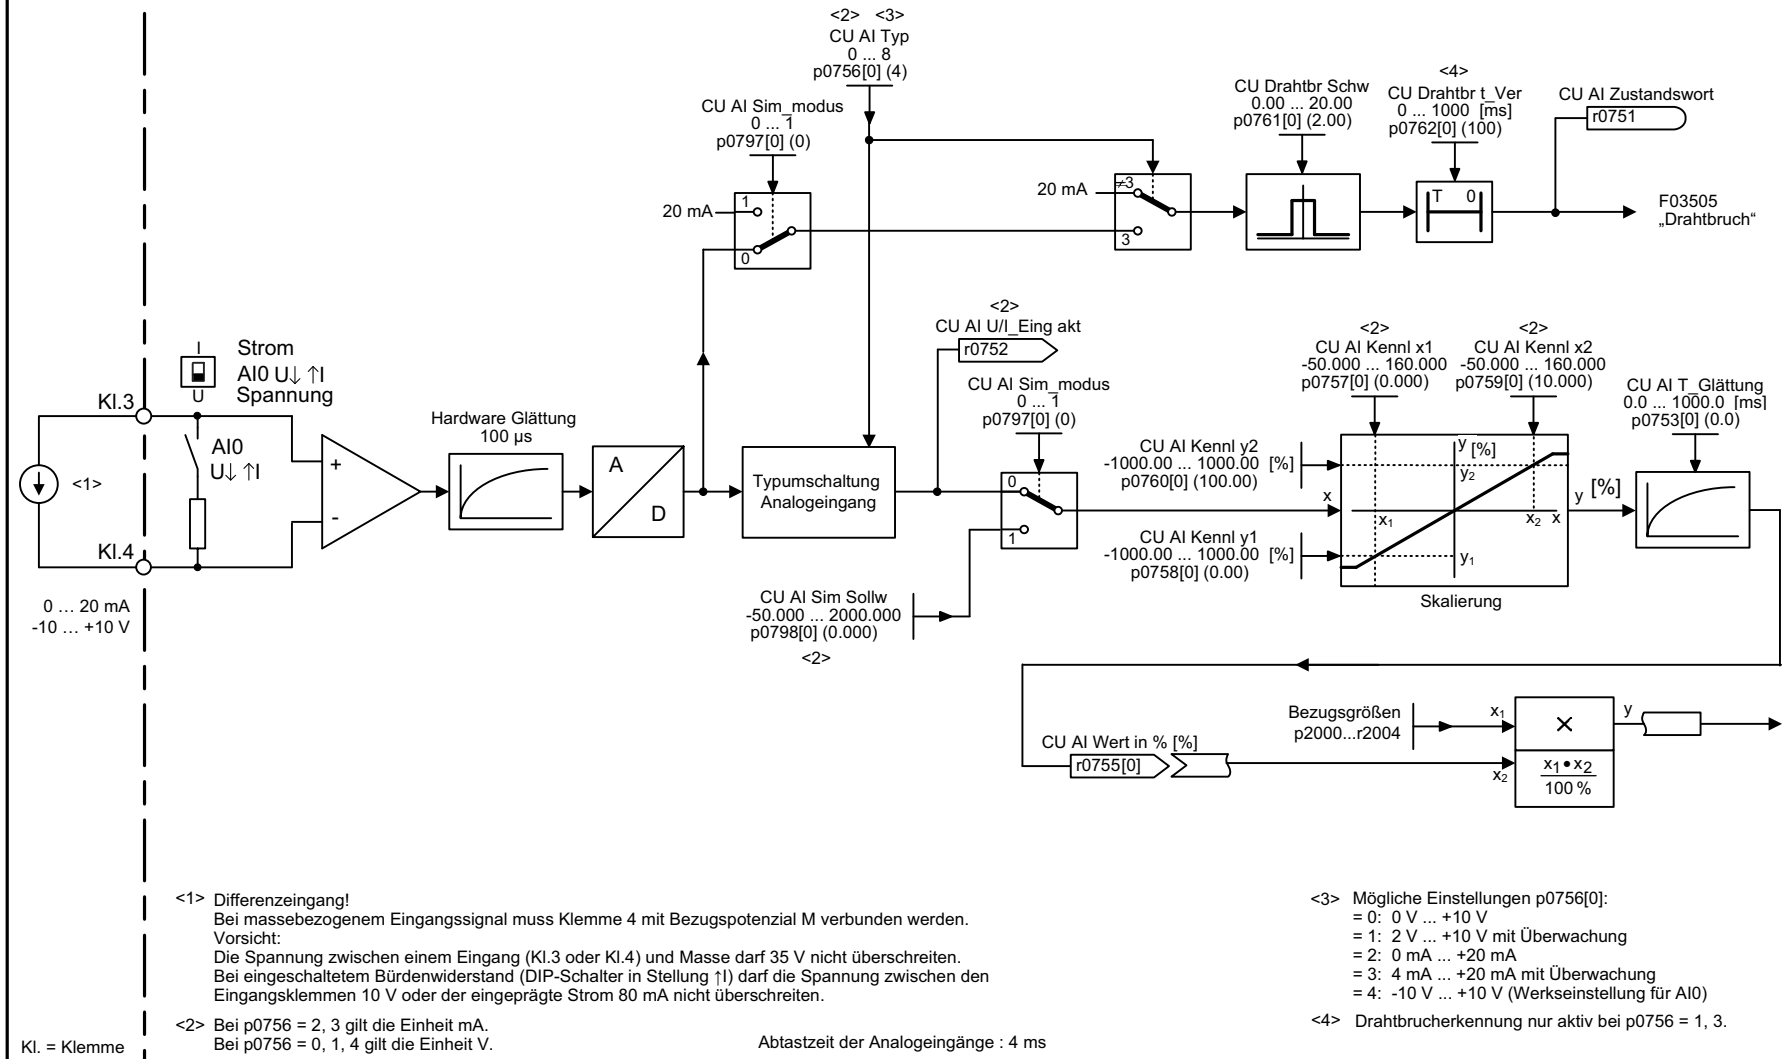 <2> <3>
CU AI Typ
0 ... 8
p0756[0] (4)
CU AI Sim_modus
0 ... 1
p0797[0] (0)
20 mA
1
0
CU Drahtbr Schw
0.00 ... 20.00
p0761[0] (2.00)
<4>
CU Drahtbr t_Ver
0 ... 1000 [ms]
p0762[0] (100)
CU AI Zustandswort
r0751
20 mA
≠3
3
T 0
F03505
„Drahtbruch“
I
U
Strom
AI0 U↓ ↑I
Spannung
Kl.3
AI0
U↓ ↑I
<1>
Kl.4
0 ... 20 mA
-10 ... +10 V
+
-
Hardware Glättung
100 µs
A
D
Typumschaltung
Analogeingang
<2>
CU AI U/I_Eing akt
r0752
CU AI Sim_modus
0 ... 1
p0797[0] (0)
0
1
CU AI Sim Sollw
-50.000 ... 2000.000
p0798[0] (0.000)
<2>
CU AI Kennl y2
-1000.00 ... 1000.00 [%]
p0760[0] (100.00)
x
CU AI Kennl y1
-1000.00 ... 1000.00 [%]
p0758[0] (0.00)
<2>
CU AI Kennl x1
-50.000 ... 160.000
p0757[0] (0.000)
<2>
CU AI Kennl x2
-50.000 ... 160.000
p0759[0] (10.000)
y [%]
y2
x1
x2 x
y1
Skalierung
y [%]
CU AI T_Glättung
0.0 ... 1000.0 [ms]
p0753[0] (0.0)
Bezugsgrößen
p2000...r2004
x1
×
y
CU AI Wert in % [%]
r0755[0]
x2
x1•x2
100 %
<1> Differenzeingang!
Bei massebezogenem Eingangssignal muss Klemme 4 mit Bezugspotenzial M verbunden werden.
Vorsicht:
Die Spannung zwischen einem Eingang (Kl.3 oder Kl.4) und Masse darf 35 V nicht überschreiten.
Bei eingeschaltetem Bürdenwiderstand (DIP-Schalter in Stellung ↑I) darf die Spannung zwischen den
Eingangsklemmen 10 V oder der eingeprägte Strom 80 mA nicht überschreiten.
<2> Bei p0756 = 2, 3 gilt die Einheit mA.
Bei p0756 = 0, 1, 4 gilt die Einheit V.
Kl. = Klemme
Abtastzeit der Analogeingänge : 4 ms
<3> Mögliche Einstellungen p0756[0]:
= 0: 0 V ... +10 V
= 1: 2 V ... +10 V mit Überwachung
= 2: 0 mA ... +20 mA
= 3: 4 mA ... +20 mA mit Überwachung
= 4: -10 V ... +10 V (Werkseinstellung für AI0)
<4> Drahtbrucherkennung nur aktiv bei p0756 = 1, 3.